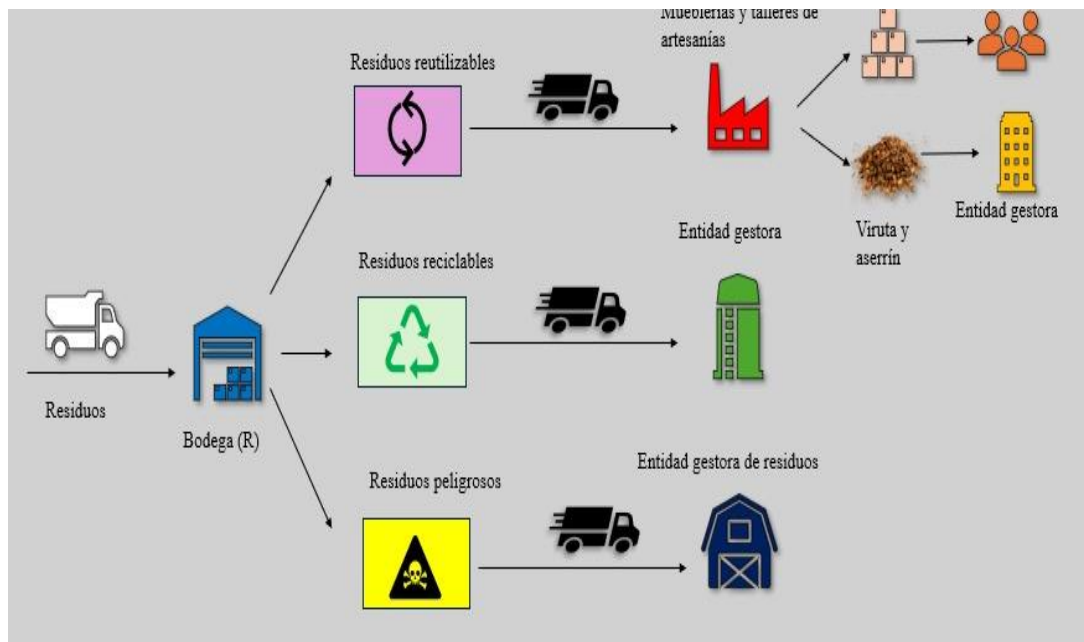 Mueblerías y talleres de
artesanías
Residuos reutilizables
Entidad gestora
Viruta y
aserrín
Entidad gestora
Residuos reciclables
Residuos
Bodega (R)
Entidad gestora de residuos
Residuos peligrosos